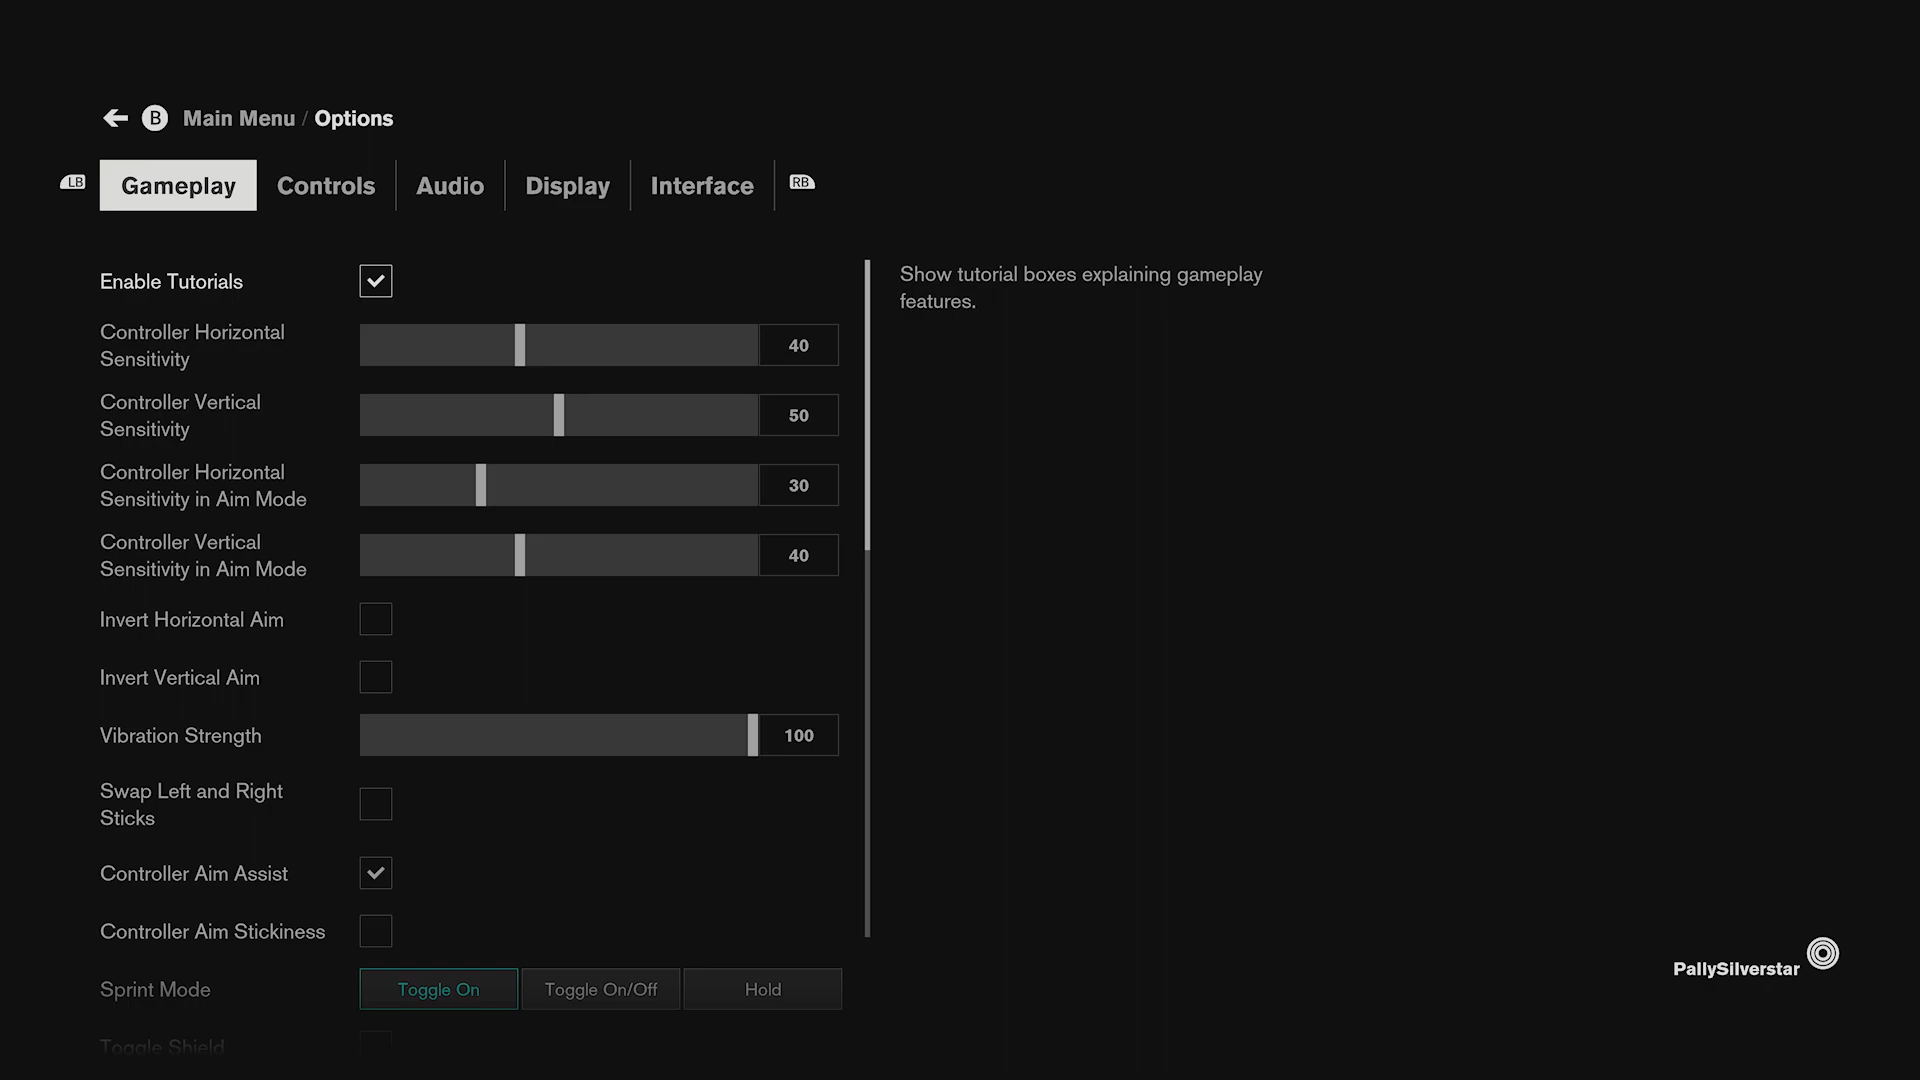 B Main Menu / Options
LB Gameplay Controls Audio Display Interface RB
Enable Tutorials
Show tutorial boxes explaining gameplay
features.
Controller Horizontal
Sensitivity
40
Controller Vertical
Sensitivity
50
Controller Horizontal
Sensitivity in Aim Mode
30
Controller Vertical
Sensitivity in Aim Mode
40
Invert Horizontal Aim
Invert Vertical Aim
Vibration Strength 100
Swap Left and Right
Sticks
Controller Aim Assist
Controller Aim Stickiness
PallySilverstar
Sprint Mode Toggle On Toggle On/Off Hold
Toggle Shield